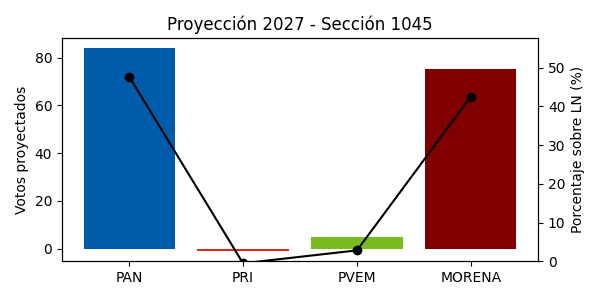 Proyección 2027 - Sección 1045
Votos proyectados
80
60
40
20
0
PAN
PRI
PVEM
MORENA
50
40
30
20
10
0
Porcentaje sobre LN (%)